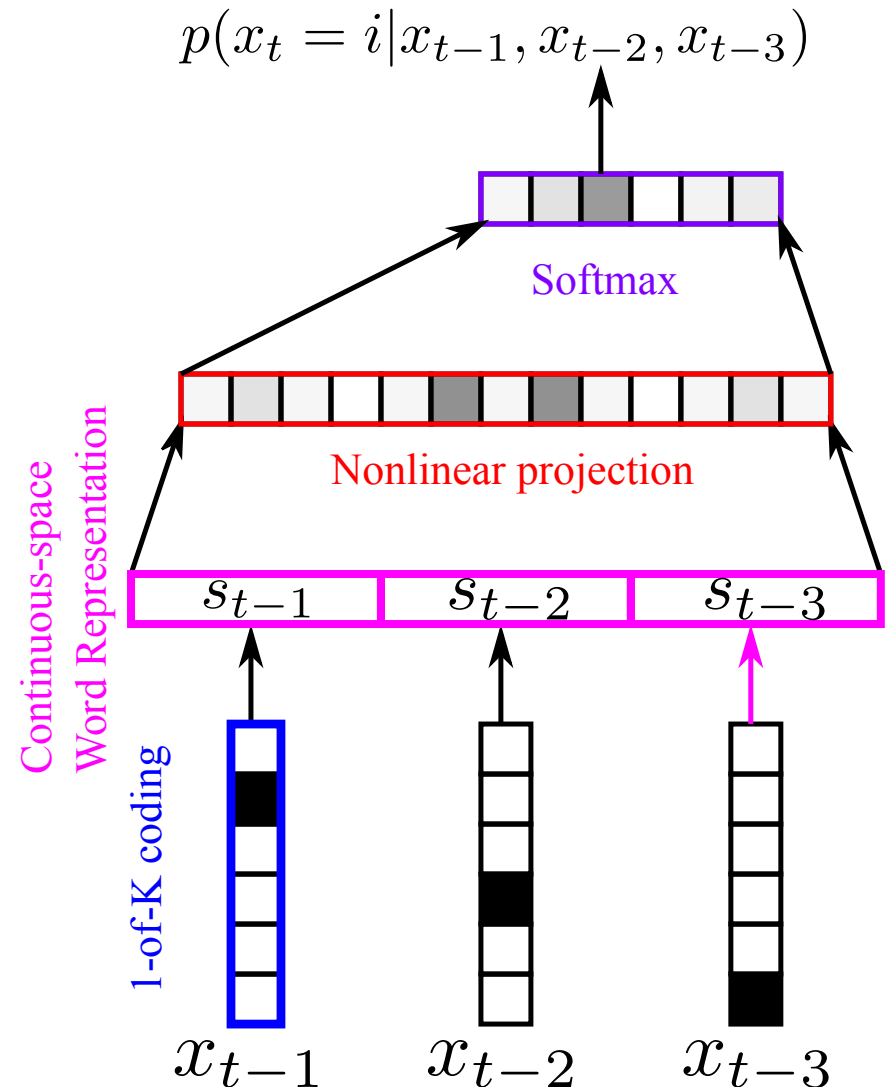 p(x_{t-}=i|x_{t-1}, x_{t-2}, x_{t-3})
Softmax
Nonlinear projection
Continuous-space
Word Representation
s_{t-1} s_{t-2} s_{t-3}
1-of-K coding
x_{t-1} x_{t-2} x_{t-3}